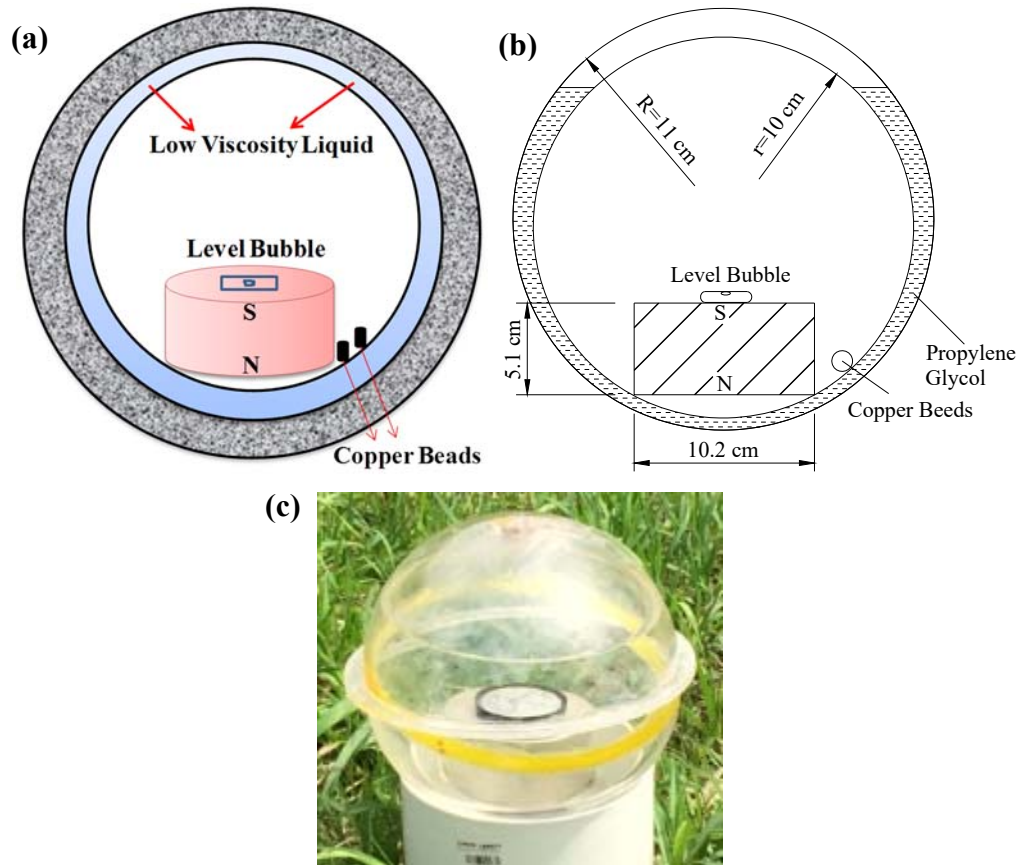 (a)
Low Viscosity Liquid
Level Bubble
S
N
Copper Beads
(b)
R=11 cm
r=10 cm
Level Bubble
S
5.1 cm
N
Propylene
Glycol
Copper Beeds
10.2 cm
(c)